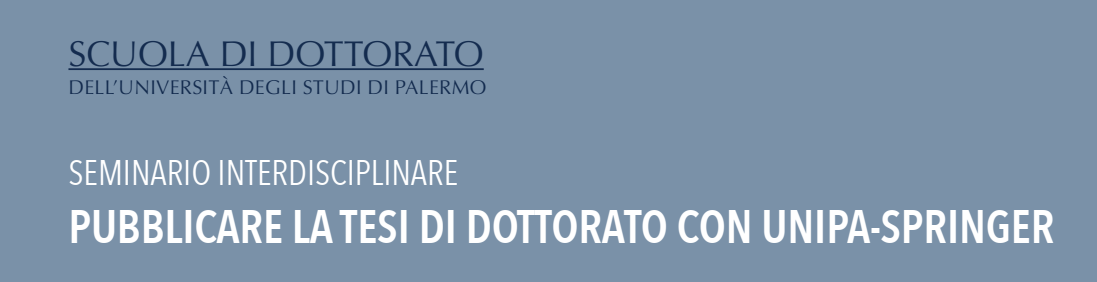 SCUOLA DI DOTTORATO
DELL'UNIVERSITÀ DEGLI STUDI DI PALERMO
SEMINARIO INTERDISCIPLINARE
PUBBLICARE LA TESI DI DOTTORATO CON UNIPA-SPRINGER